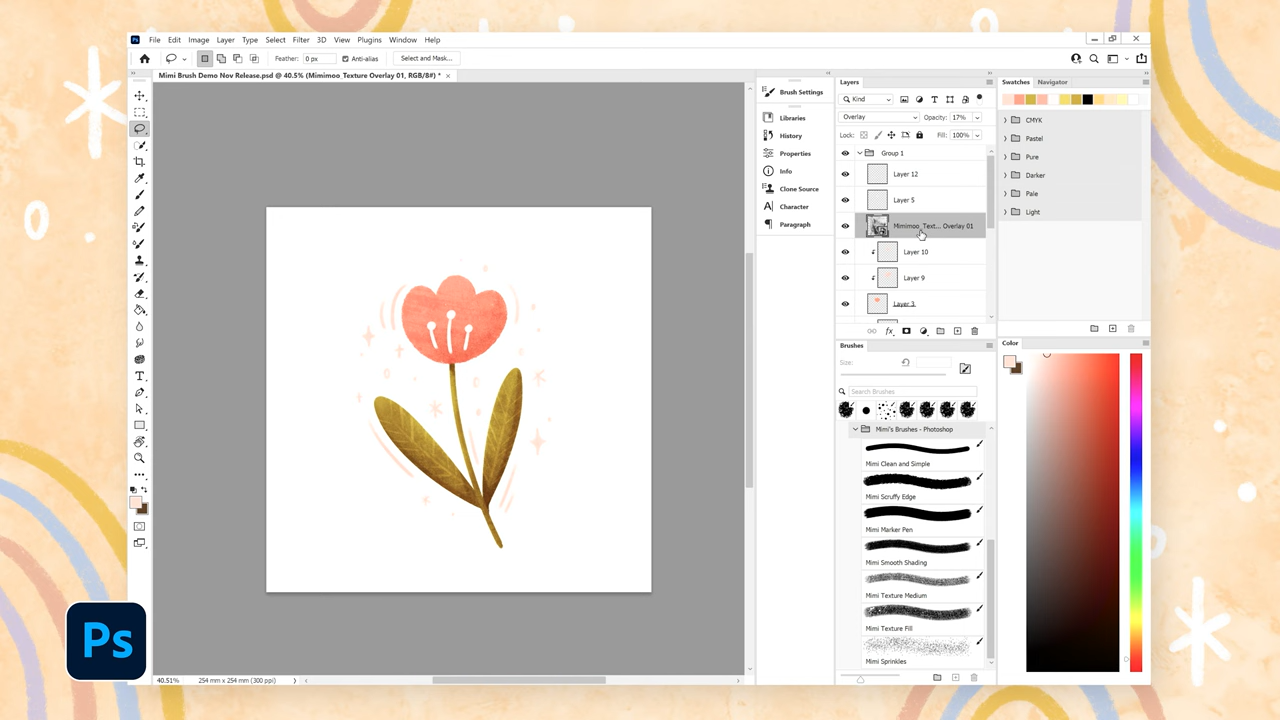 File Edit Image Layer Type Select Filter 3D View Plugins Window Help
Feather: 0 px Anti-alias Select and Mask...
Mimi Brush Demo Nov Release.psd @ 40.5% (Mimimoo_Texture Overlay 01, RGB/8#) * ×
Brush Settings
Libraries
History
Properties
Info
Clone Source
Character
Paragraph
Layers
Kind
Overlay Opacity: 17%
Lock: Fill: 100%
Group 1
Layer 12
Layer 5
Mimimoo_Text... Overlay 01
Layer 10
Layer 9
Layer 3
fx
Brushes
Size:
Search Brushes
Mimi's Brushes - Photoshop
Mimi Clean and Simple
Mimi Scruffy Edge
Mimi Marker Pen
Mimi Smooth Shading
Mimi Texture Medium
Mimi Texture Fill
Mimi Sprinkles
Swatches Navigator
CMYK
Pastel
Pure
Darker
Pale
Light
Color
40.51% 254 mm x 254 mm (300 ppi)
Ps